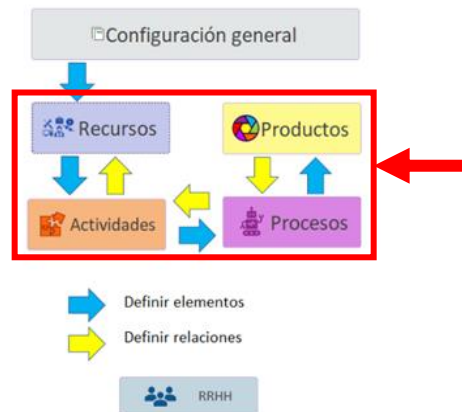 Configuración general
Recursos
Productos
Actividades
Procesos
Definir elementos
Definir relaciones
RRHH